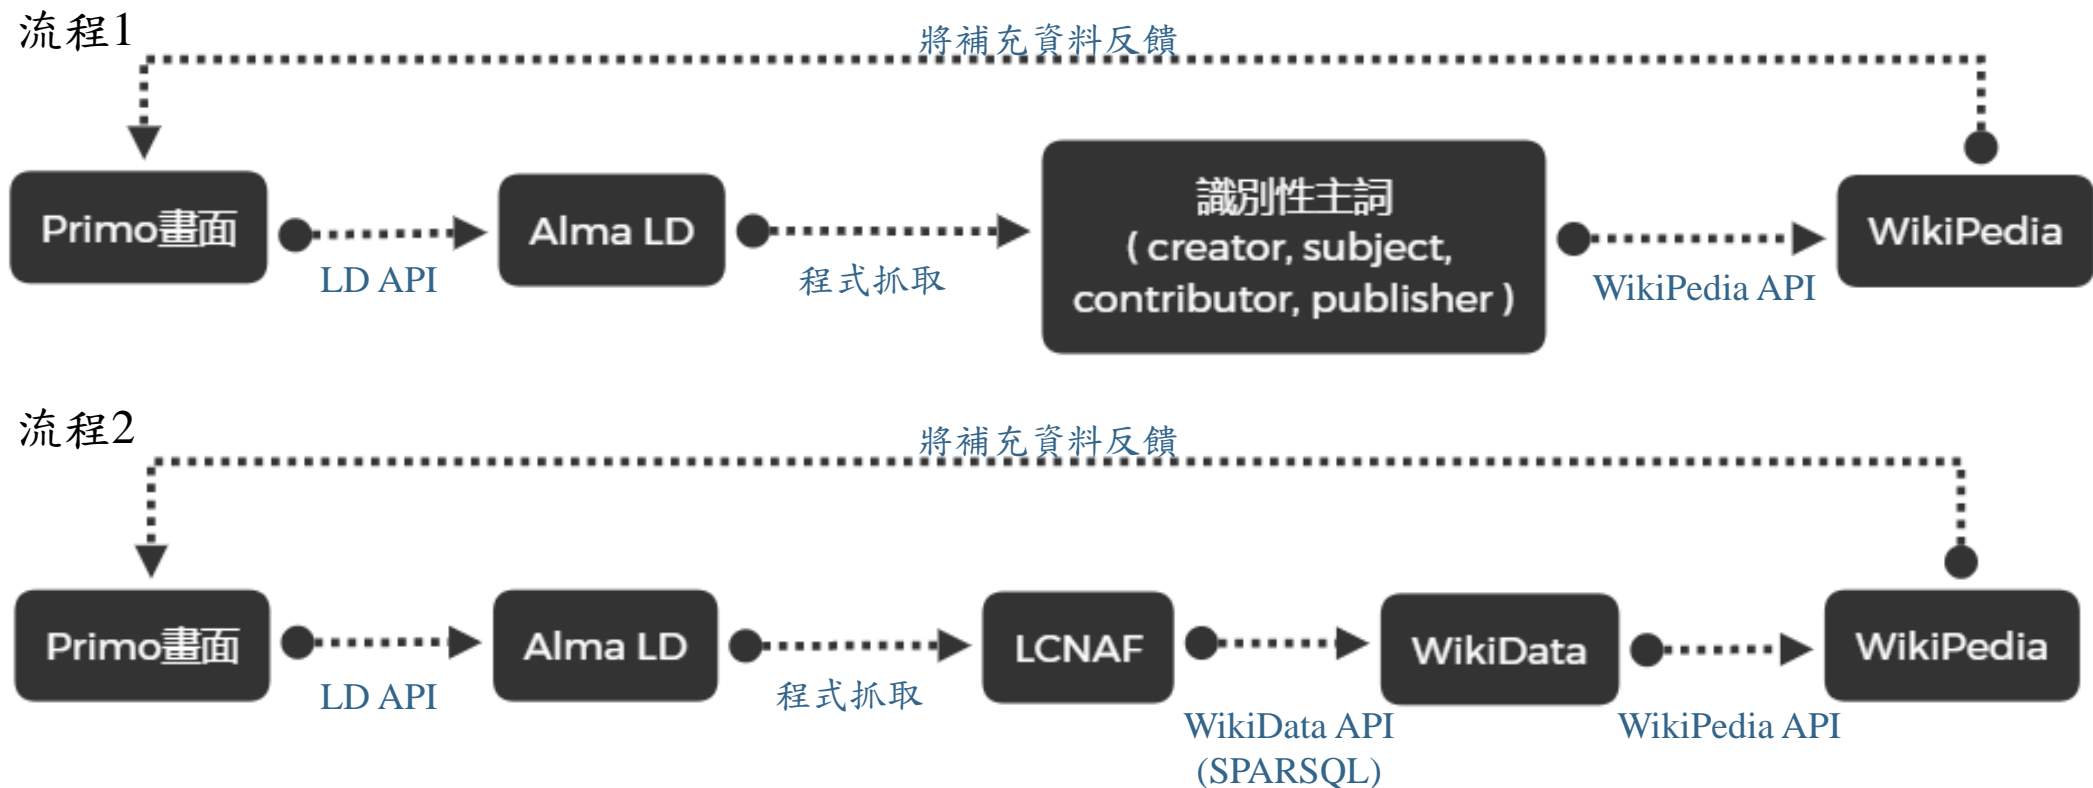 流程1
將補充資料反饋
Primo畫面
LD API
Alma LD
程式抓取
識別性主詞
( creator, subject,
contributor, publisher )
WikiPedia API
WikiPedia
流程2
將補充資料反饋
Primo畫面
LD API
Alma LD
程式抓取
LCNAF
WikiData API
(SPARSQL)
WikiData
WikiPedia API
WikiPedia